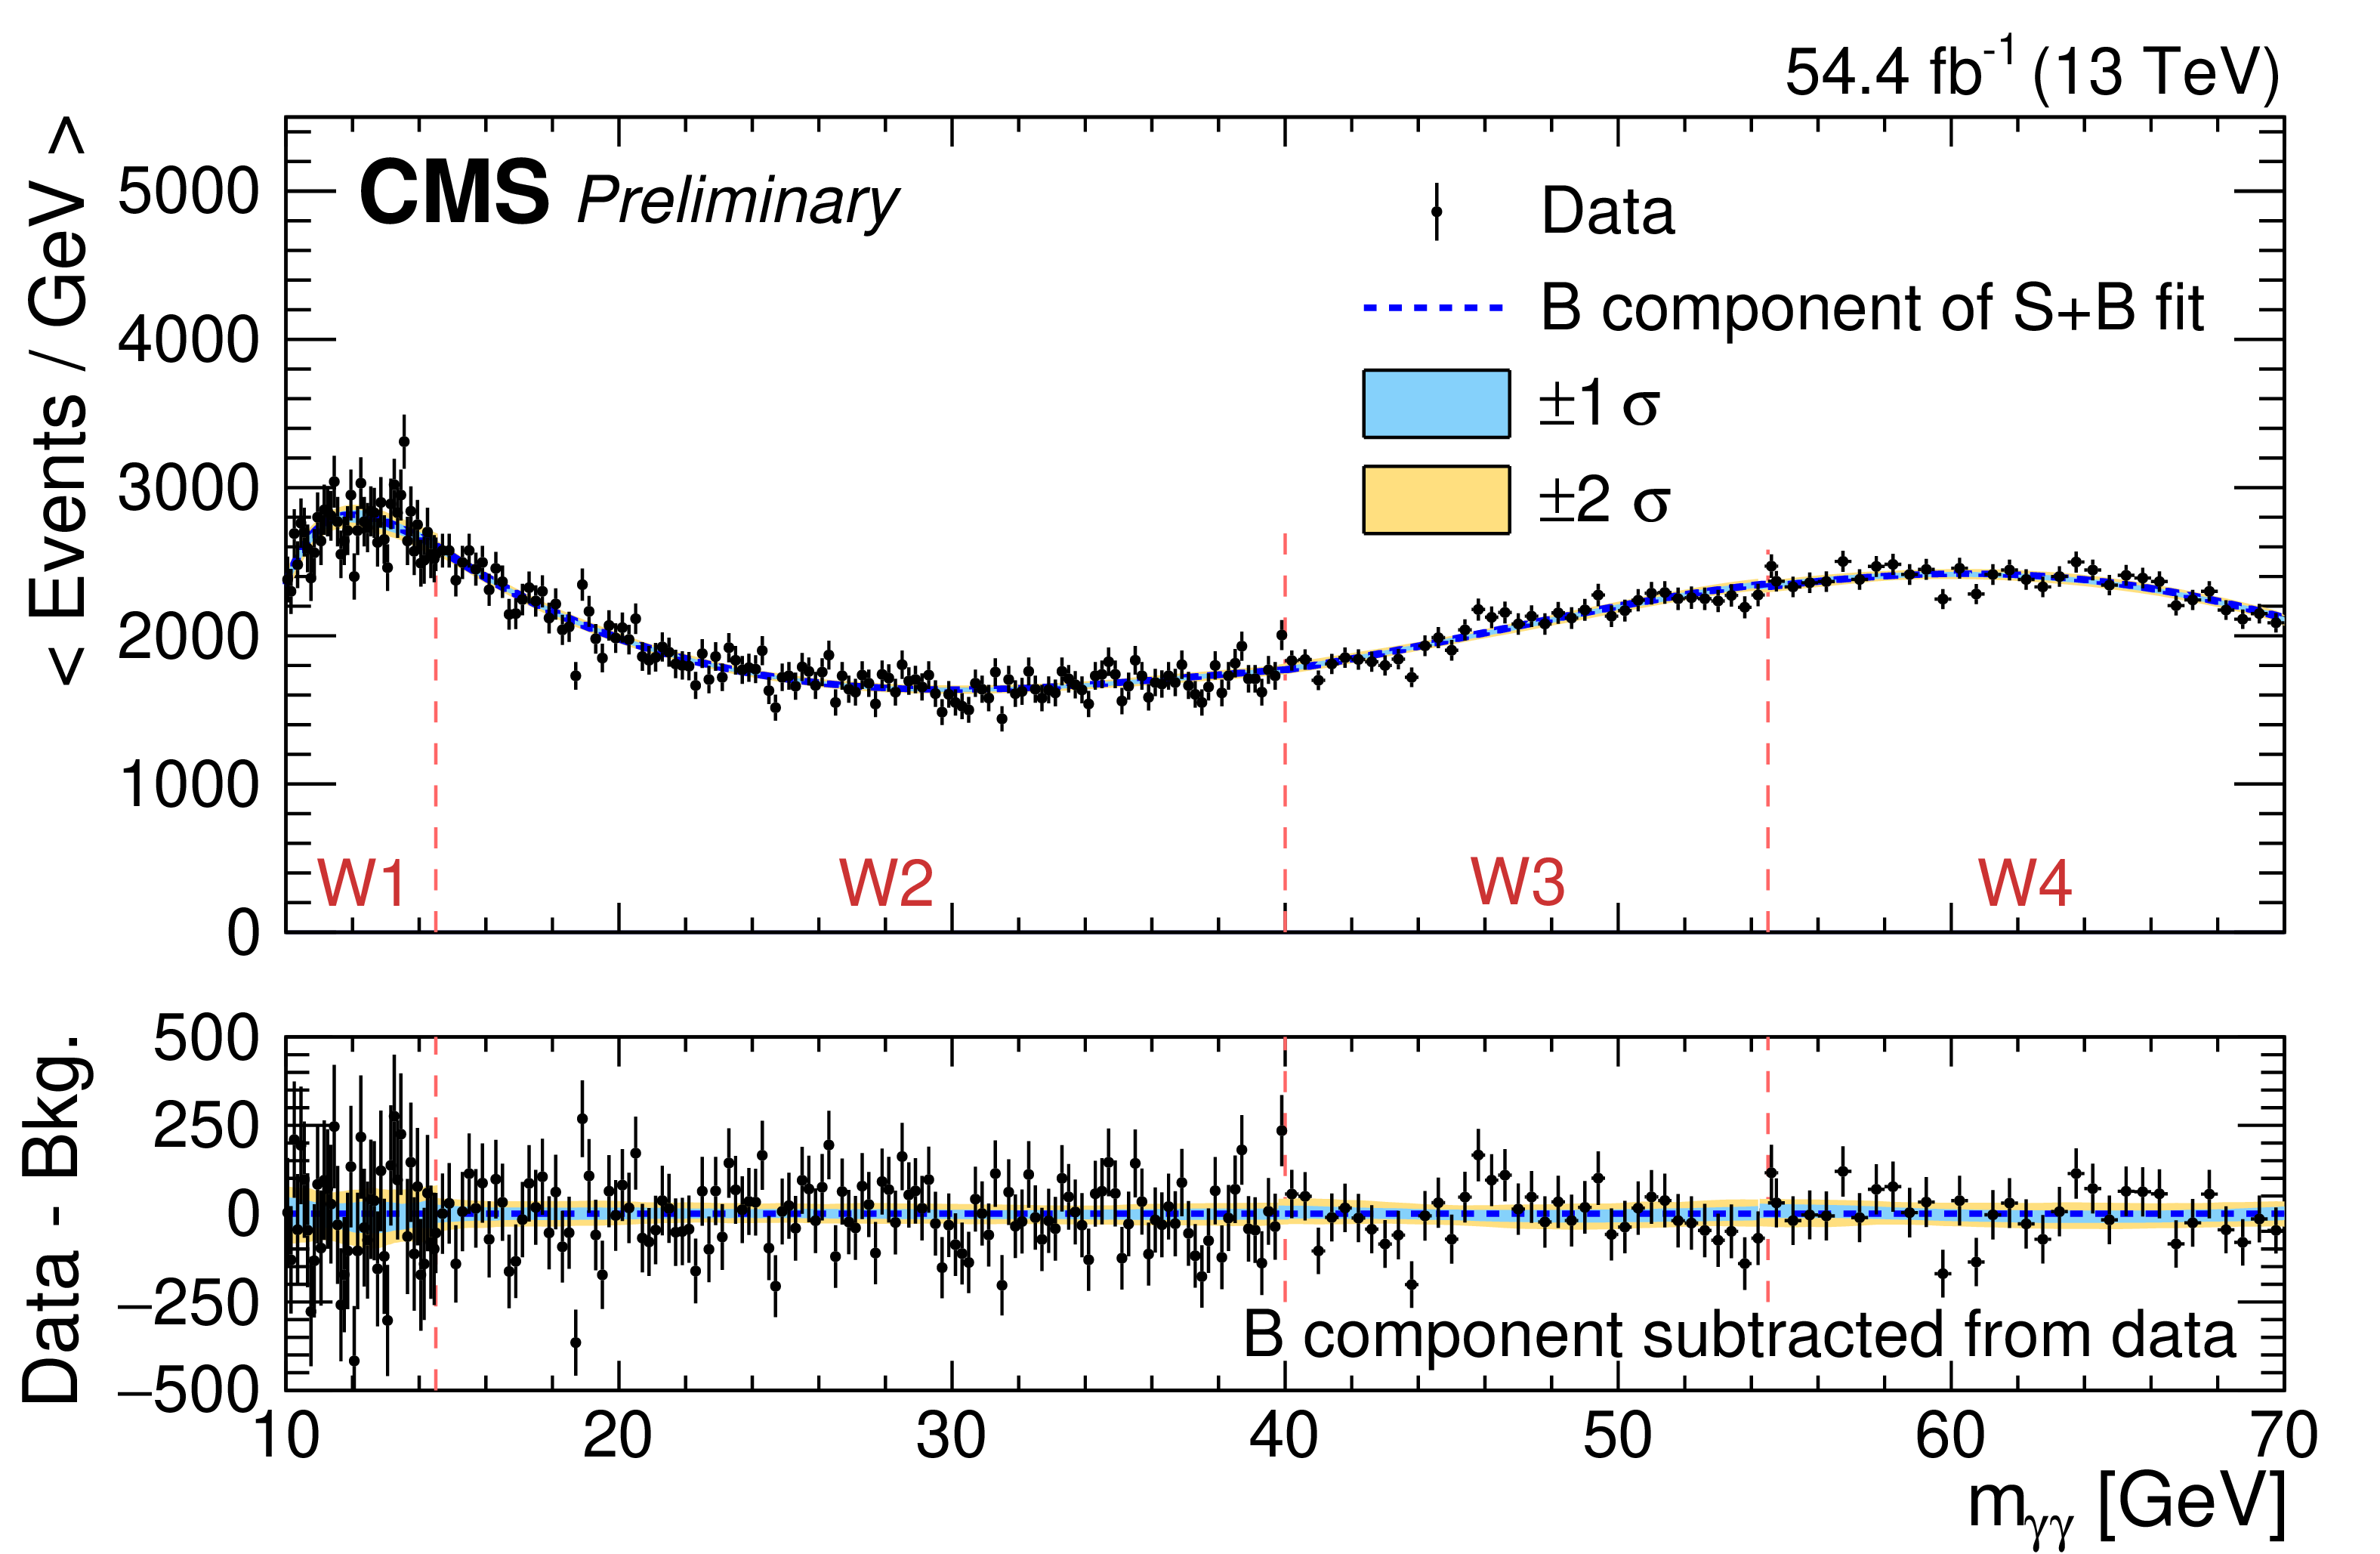 54.4 fb⁻¹ (13 TeV)
CMS Preliminary
< Events / GeV >
5000
4000
3000
2000
1000
0
Data
B component of S+B fit
±1 σ
±2 σ
W1 W2 W3 W4
Data - Bkg.
500
250
0
−250
−500
B component subtracted from data
10 20 30 40 50 60 70
mγγ [GeV]